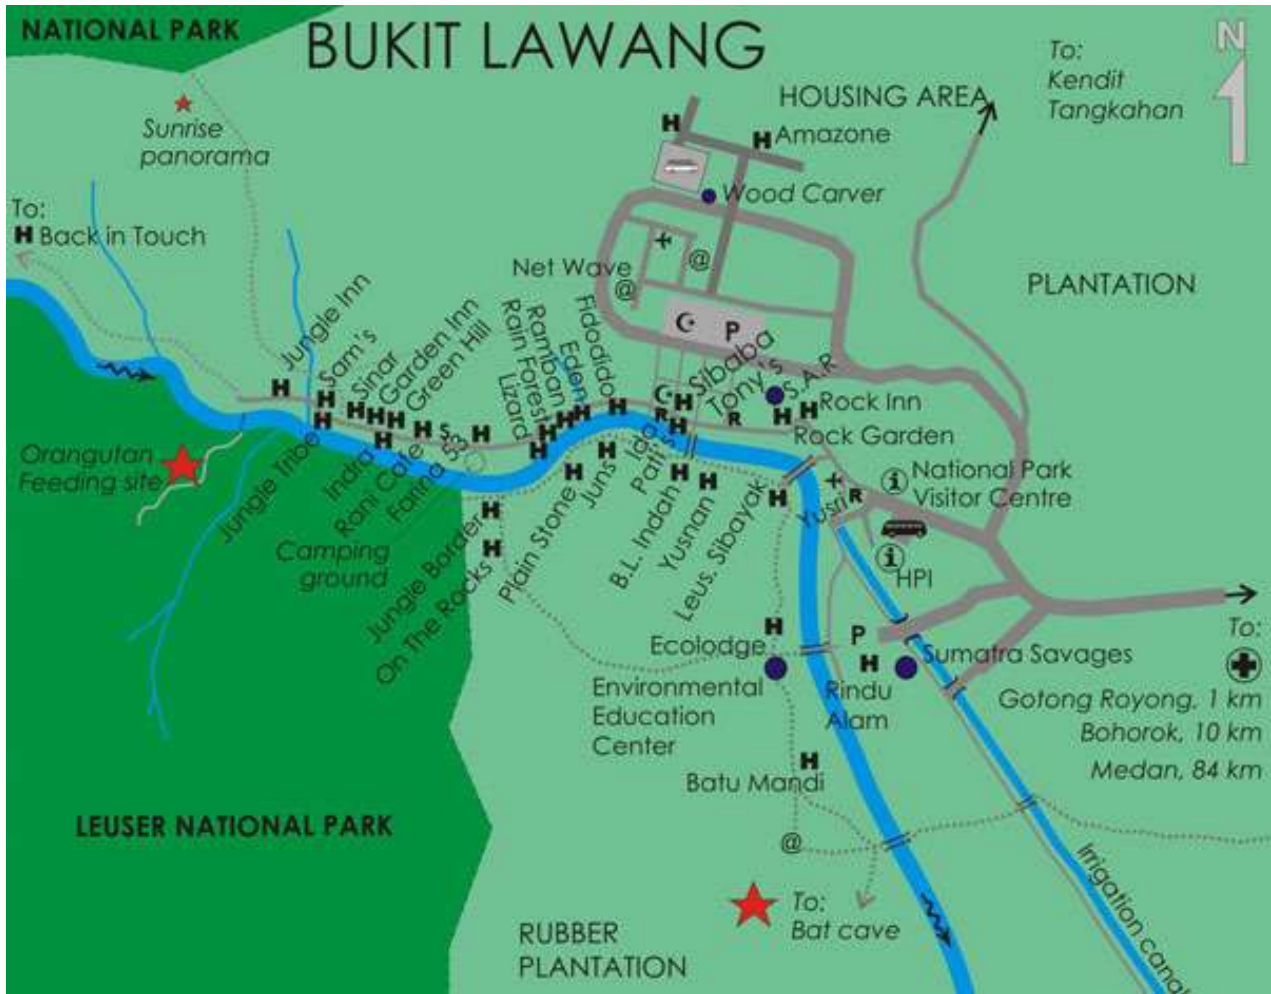 NATIONAL PARK
BUKIT LAWANG
N
To:
Kendit
Tangkahan
HOUSING AREA
H
H Amazone
Sunrise
panorama
Wood Carver
To:
H Back in Touch
Net Wave
@
@
PLANTATION
P
Jungle Inn
Sam's
Sinar
Garden Inn
Green Hill
Lizard
Rain Forest
Ramban
Eden
Fidodido
Sibaba
Tony's
S.A.R
Rock Inn
Rock Garden
National Park
Visitor Centre
Orangutan
Feeding site
Jungle Tribe
Indra
Rani Cafe
Farina 53
S
Camping
ground
Jungle Border
On The Rocks
Plain Stone
Juns
Ida
Pati's
B.L. Indah
Yusnan
Leus. Sibayak
Yusri
R
R
R
i
i
HPI
Ecolodge
P
Environmental
Education
Center
Rindu
Alam
Sumatra Savages
To:
Gotong Royong, 1 km
Bohorok, 10 km
Medan, 84 km
Batu Mandi
LEUSER NATIONAL PARK
@
To:
Bat cave
RUBBER
PLANTATION
Irrigation canal